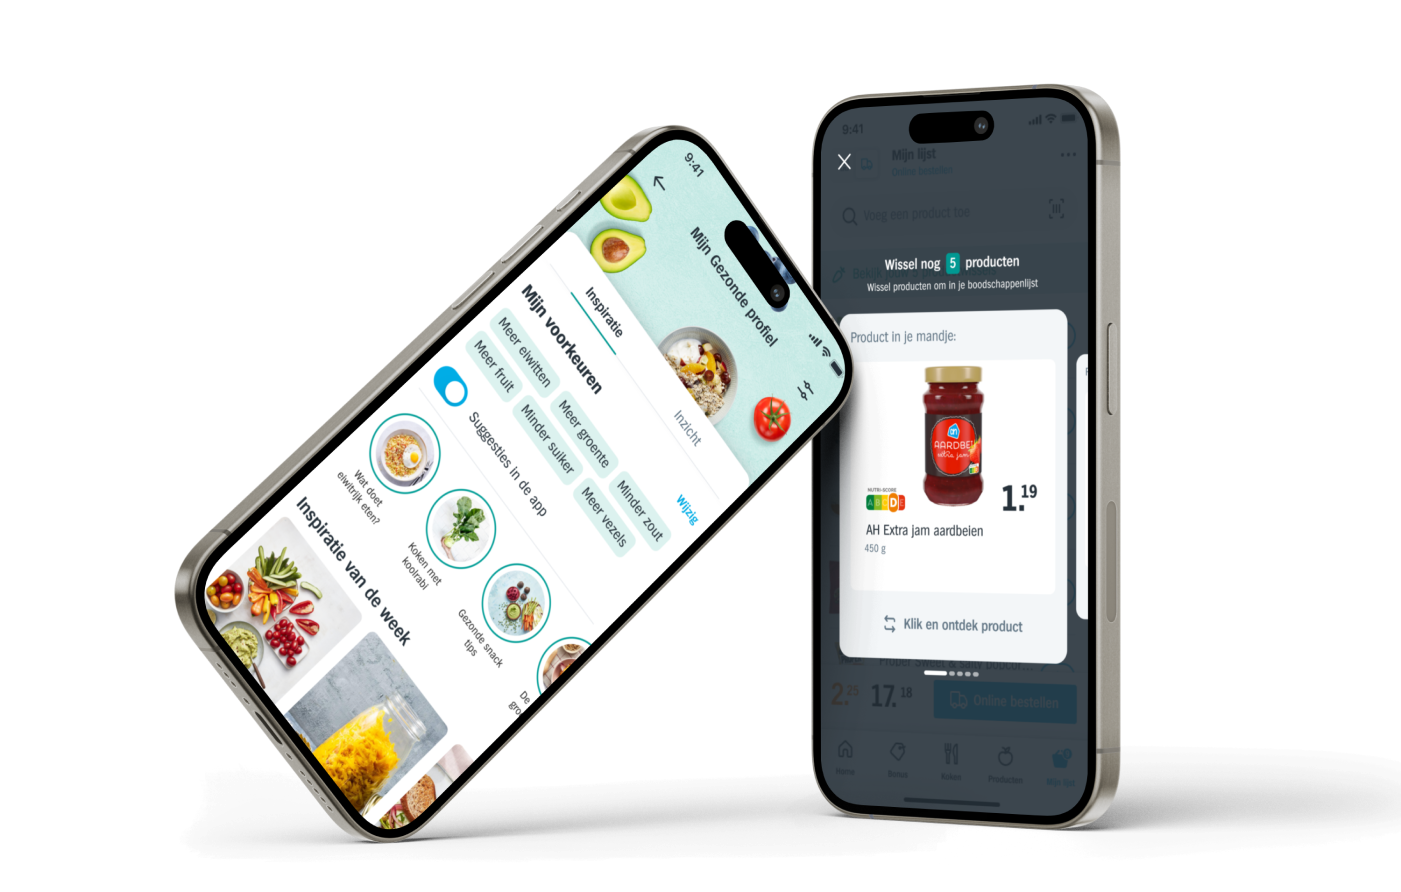 9:41
Mijn Gezonde profiel
Inspiratie
Inzicht
Mijn voorkeuren
Wijzig
Meer eiwitten
Meer groente
Minder zout
Meer fruit
Minder suiker
Meer vezels
Suggesties in de app
Wat doet
eiwitrijk eten?
Koken met
koolrabi
Gezonde snack
tips
De
gro
Inspiratie van de week
9:41
Mijn lijst
Online bestellen
Voeg een product toe
Wissel nog 5 producten
Wissel producten om in je boodschappenlijst
Product in je mandje:
AARDBEI
extra jam
NUTRI-SCORE
A B C D E
1.19
AH Extra jam aardbeien
450 g
Klik en ontdek product
2.25 17.18
Online bestellen
Home
Bonus
Koken
Producten
Mijn lijst